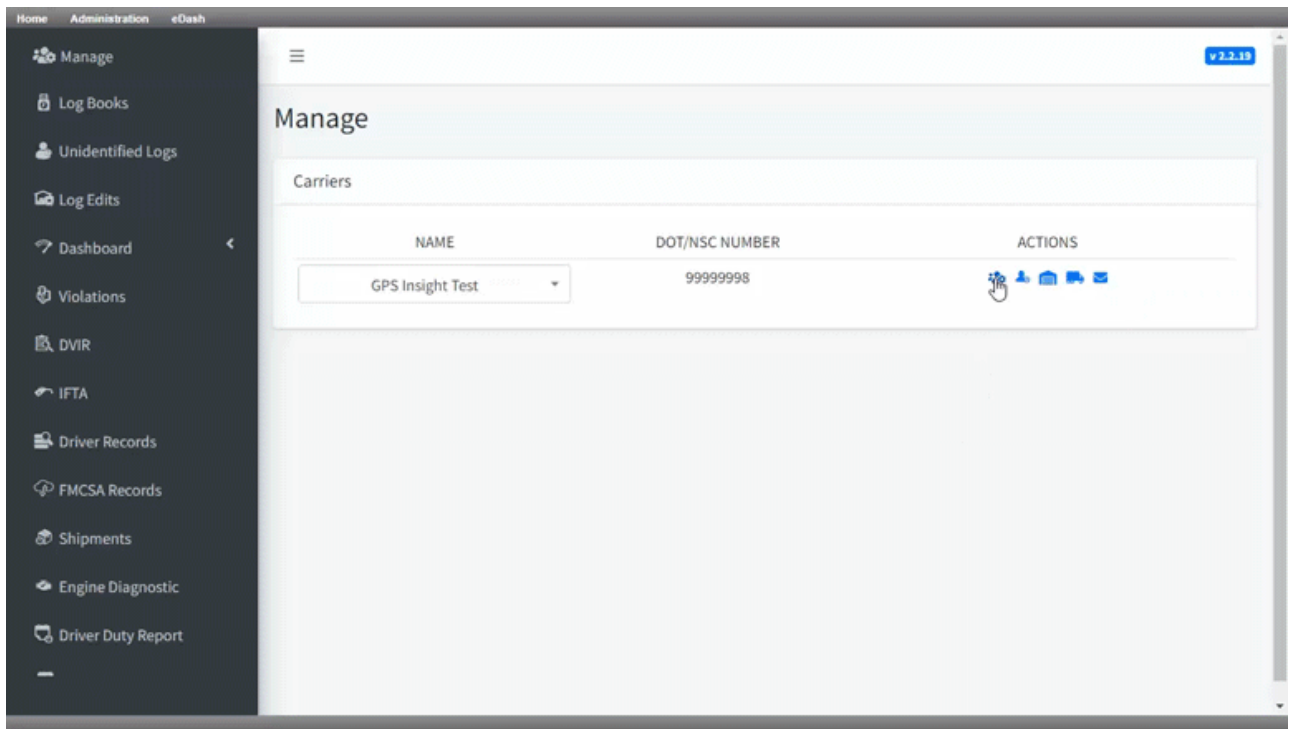 Home Administration eDash
Manage
Log Books
Unidentified Logs
Log Edits
Dashboard
Violations
DVIR
IFTA
Driver Records
FMCSA Records
Shipments
Engine Diagnostic
Driver Duty Report
v 2.2.19
Manage
Carriers
NAME DOT/NSC NUMBER ACTIONS
GPS Insight Test 99999998